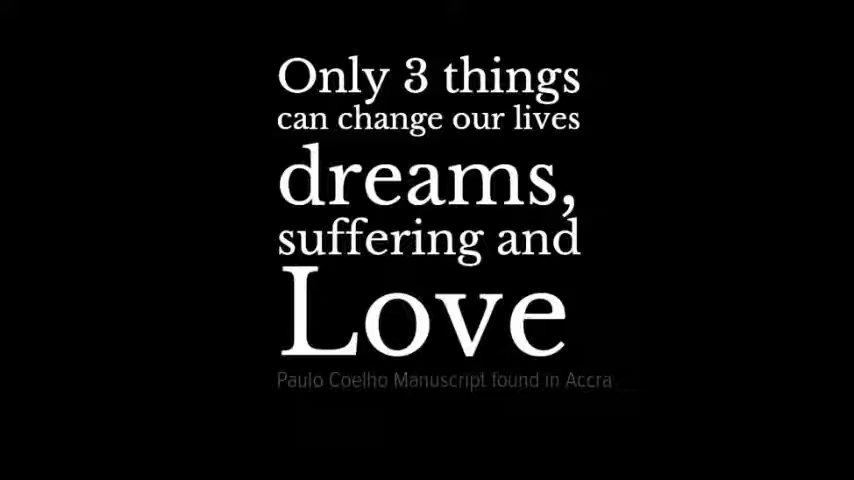 Only 3 things
can change our lives
dreams,
suffering and
Love
Paulo Coelho Manuscript found in Accra